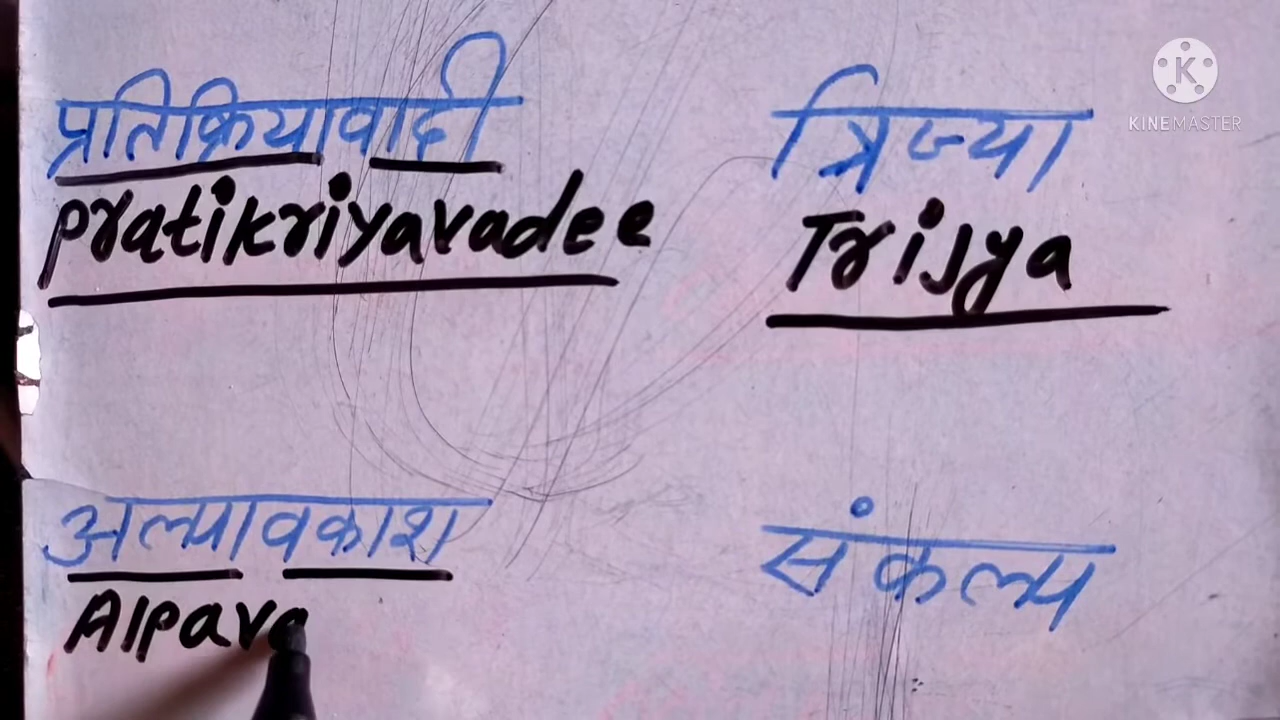 प्रतिक्रियावादी
Pratikriyavadee
त्रिज्या
Trijya
अल्पावकाश
Alpava
संकल्प
KINEMASTER